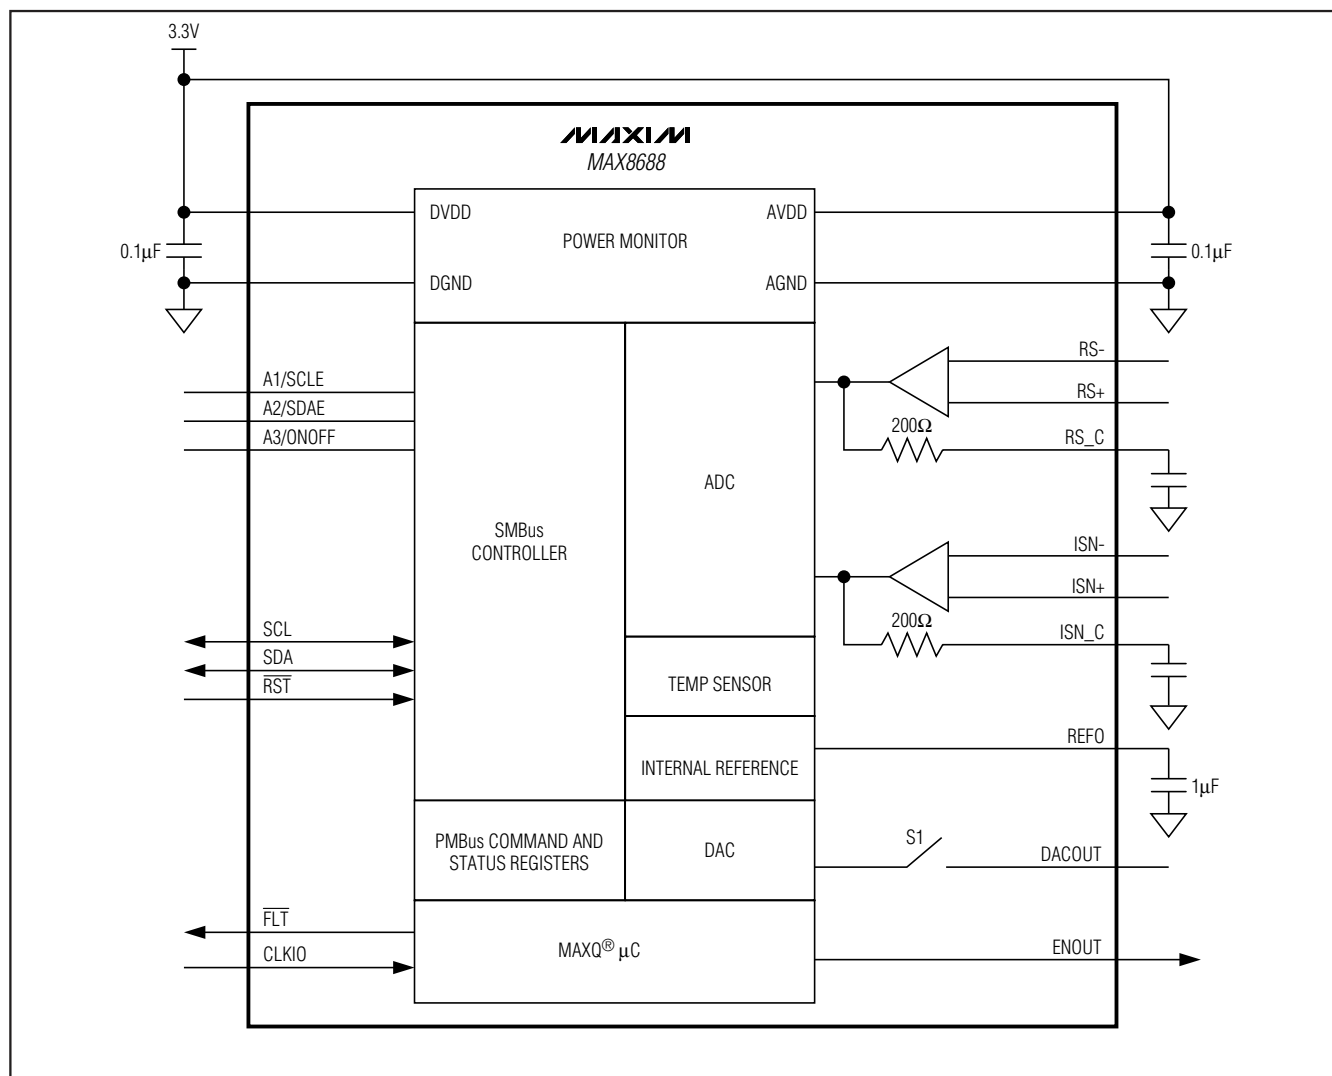 3.3V
MAXIM
MAX8688
DVDD
AVDD
POWER MONITOR
0.1µF
0.1µF
DGND
AGND
RS-
A1/SCLE
RS+
A2/SDAE
200Ω
A3/ONOFF
RS_C
ADC
SMBus
CONTROLLER
ISN-
ISN+
200Ω
SCL
ISN_C
SDA
RST
TEMP SENSOR
REFO
INTERNAL REFERENCE
1µF
PMBus COMMAND AND
STATUS REGISTERS
DAC
S1
DACOUT
FLT
MAXQ® µC
ENOUT
CLKIO